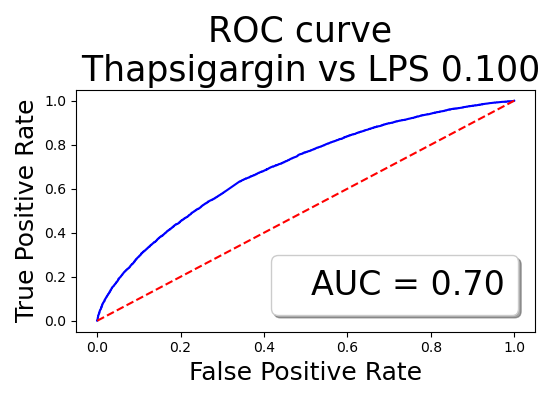 ROC curve
Thapsigargin vs LPS 0.100
True Positive Rate
1.0
0.8
0.6
0.4
0.2
0.0
AUC = 0.70
0.0 0.2 0.4 0.6 0.8 1.0
False Positive Rate